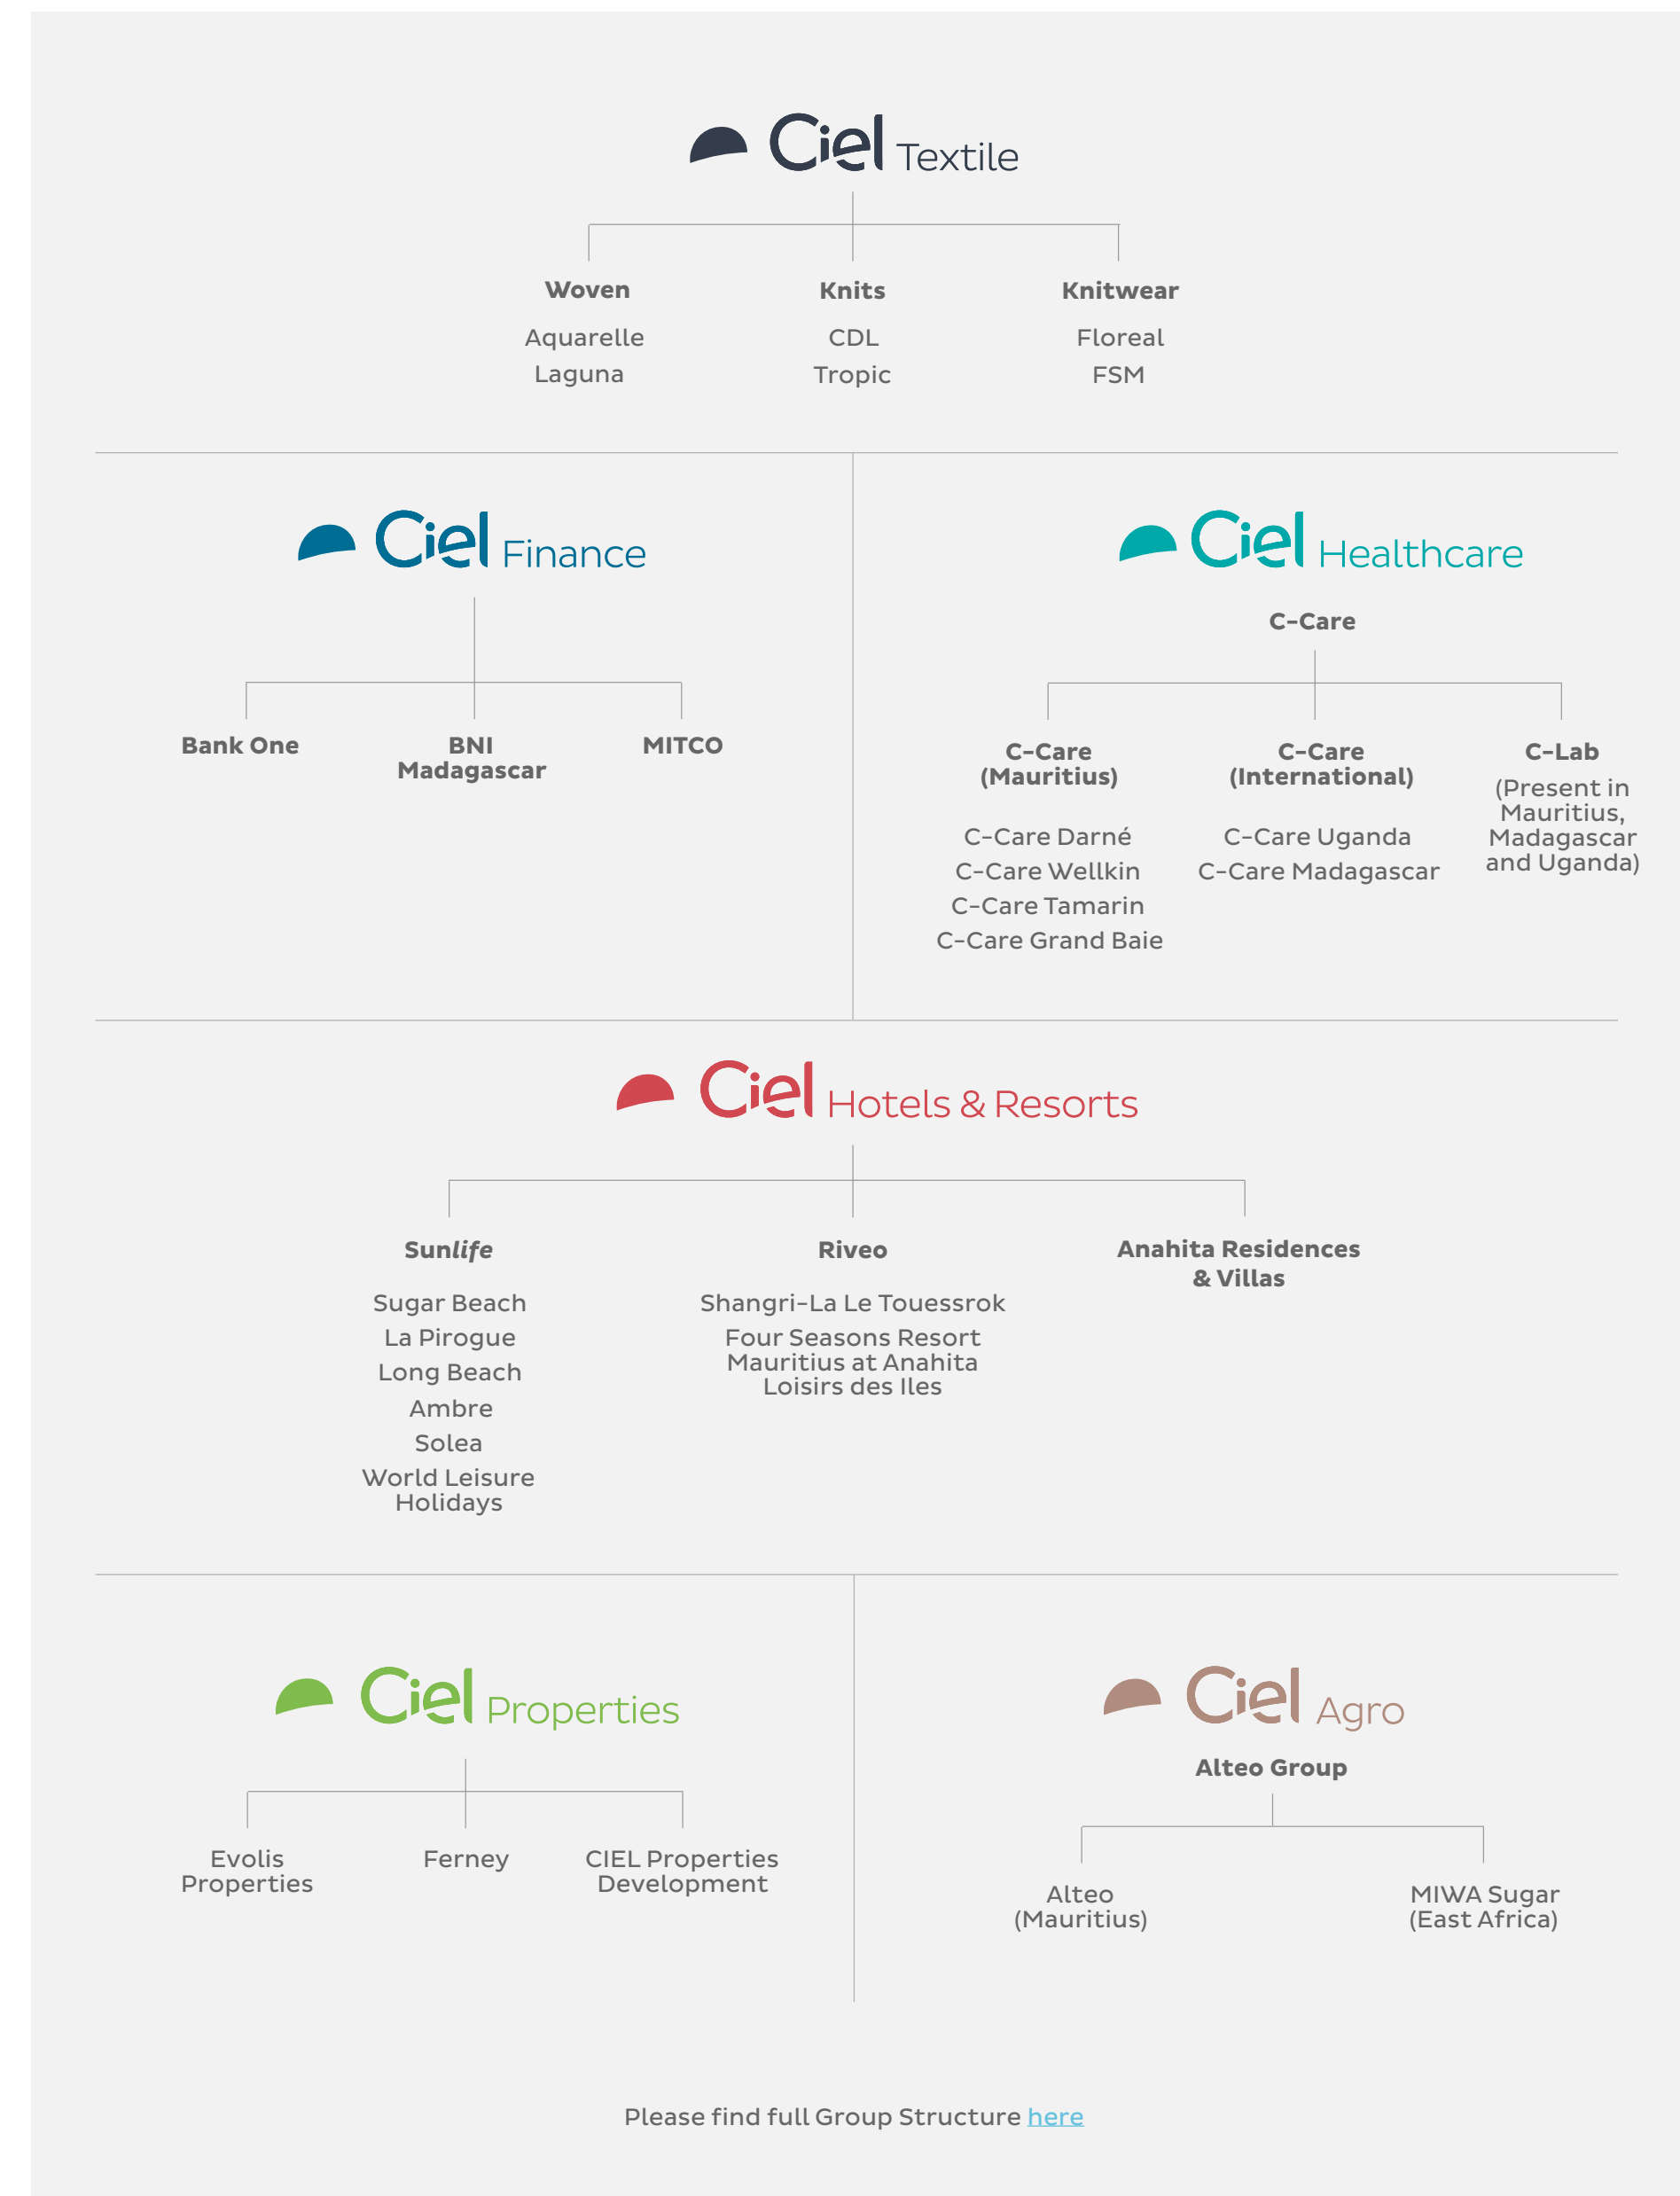 Ciel Textile
Woven
Aquarelle
Laguna
Knits
CDL
Tropic
Knitwear
Floreal
FSM
Ciel Finance
Bank One
BNI
Madagascar
MITCO
Ciel Healthcare
C-Care
C-Care
(Mauritius)
C-Care Darné
C-Care Wellkin
C-Care Tamarin
C-Care Grand Baie
C-Care
(International)
C-Care Uganda
C-Care Madagascar
C-Lab
(Present in
Mauritius,
Madagascar
and Uganda)
Ciel Hotels & Resorts
Sunlife
Sugar Beach
La Pirogue
Long Beach
Ambre
Solea
World Leisure
Holidays
Riveo
Shangri-La Le Touessrok
Four Seasons Resort
Mauritius at Anahita
Loisirs des Iles
Anahita Residences
& Villas
Ciel Properties
Evolis
Properties
Ferney
CIEL Properties
Development
Ciel Agro
Alteo Group
Alteo
(Mauritius)
MIWA Sugar
(East Africa)
Please find full Group Structure here